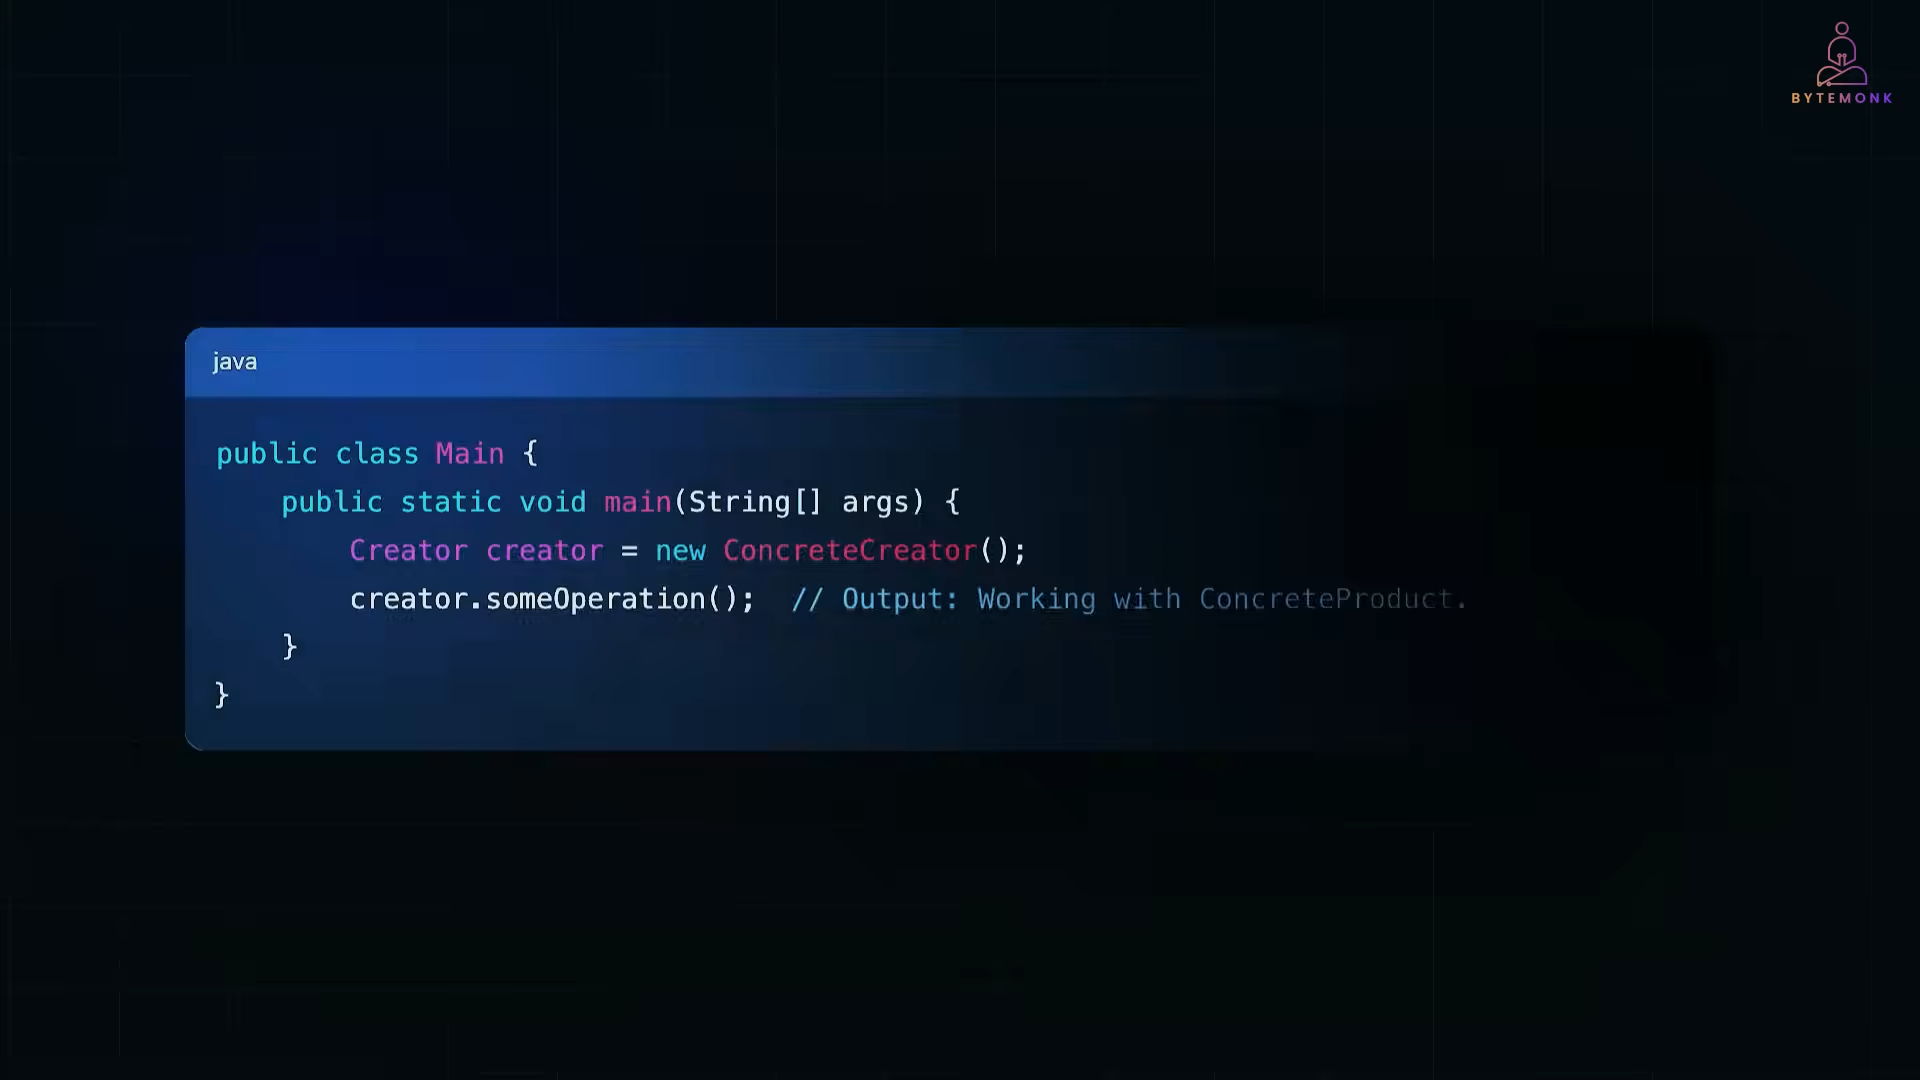 BYTEMONK
java
public class Main {
    public static void main(String[] args) {
        Creator creator = new ConcreteCreator();
        creator.someOperation();  // Output: Working with ConcreteProduct.
    }
}